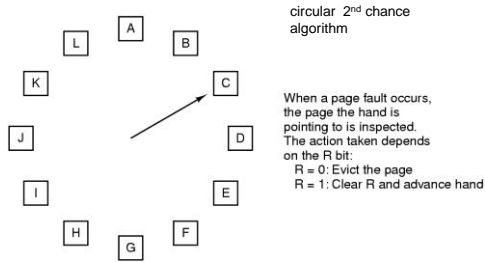 circular 2nd chance
algorithm
A
B
C
D
E
F
G
H
I
J
K
L
When a page fault occurs,
the page the hand is
pointing to is inspected.
The action taken depends
on the R bit:
R = 0: Evict the page
R = 1: Clear R and advance hand